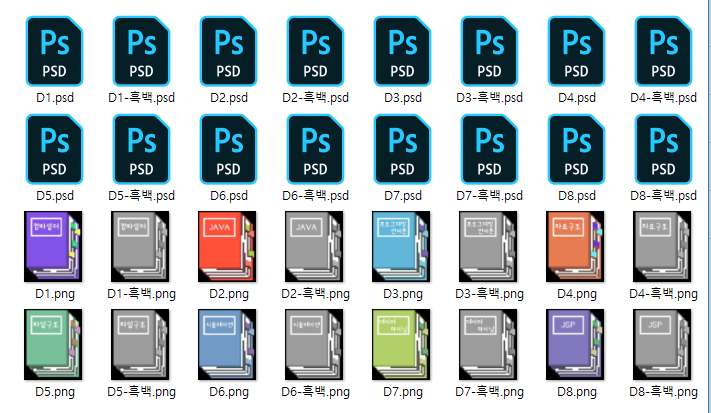 Ps Ps Ps Ps Ps Ps Ps Ps
PSD PSD PSD PSD PSD PSD PSD PSD
D1.psd D1-흑백.psd D2.psd D2-흑백.psd D3.psd D3-흑백.psd D4.psd D4-흑백.psd
Ps Ps Ps Ps Ps Ps Ps Ps
PSD PSD PSD PSD PSD PSD PSD PSD
D5.psd D5-흑백.psd D6.psd D6-흑백.psd D7.psd D7-흑백.psd D8.psd D8-흑백.psd
컴파일러 컴파일러 JAVA JAVA 프로그래밍 프로그래밍 자료구조 자료구조
언어론 언어론
D1.png D1-흑백.png D2.png D2-흑백.png D3.png D3-흑백.png D4.png D4-흑백.png
파일구조 파일구조 시뮬레이션 시뮬레이션 데이터 데이터 JSP JSP
마이닝 마이닝
D5.png D5-흑백.png D6.png D6-흑백.png D7.png D7-흑백.png D8.png D8-흑백.png